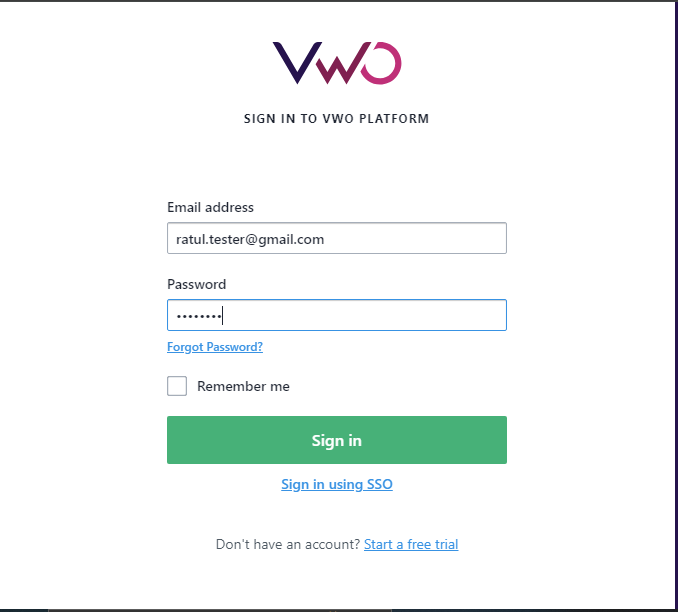 VWO
SIGN IN TO VWO PLATFORM
Email address
ratul.tester@gmail.com
Password
••••••••
Forgot Password?
Remember me
Sign in
Sign in using SSO
Don't have an account? Start a free trial